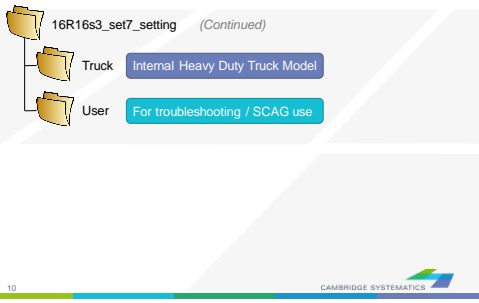 16R16s3_set7_setting (Continued)
Truck Internal Heavy Duty Truck Model
User For troubleshooting / SCAG use
10 CAMBRIDGE SYSTEMATICS